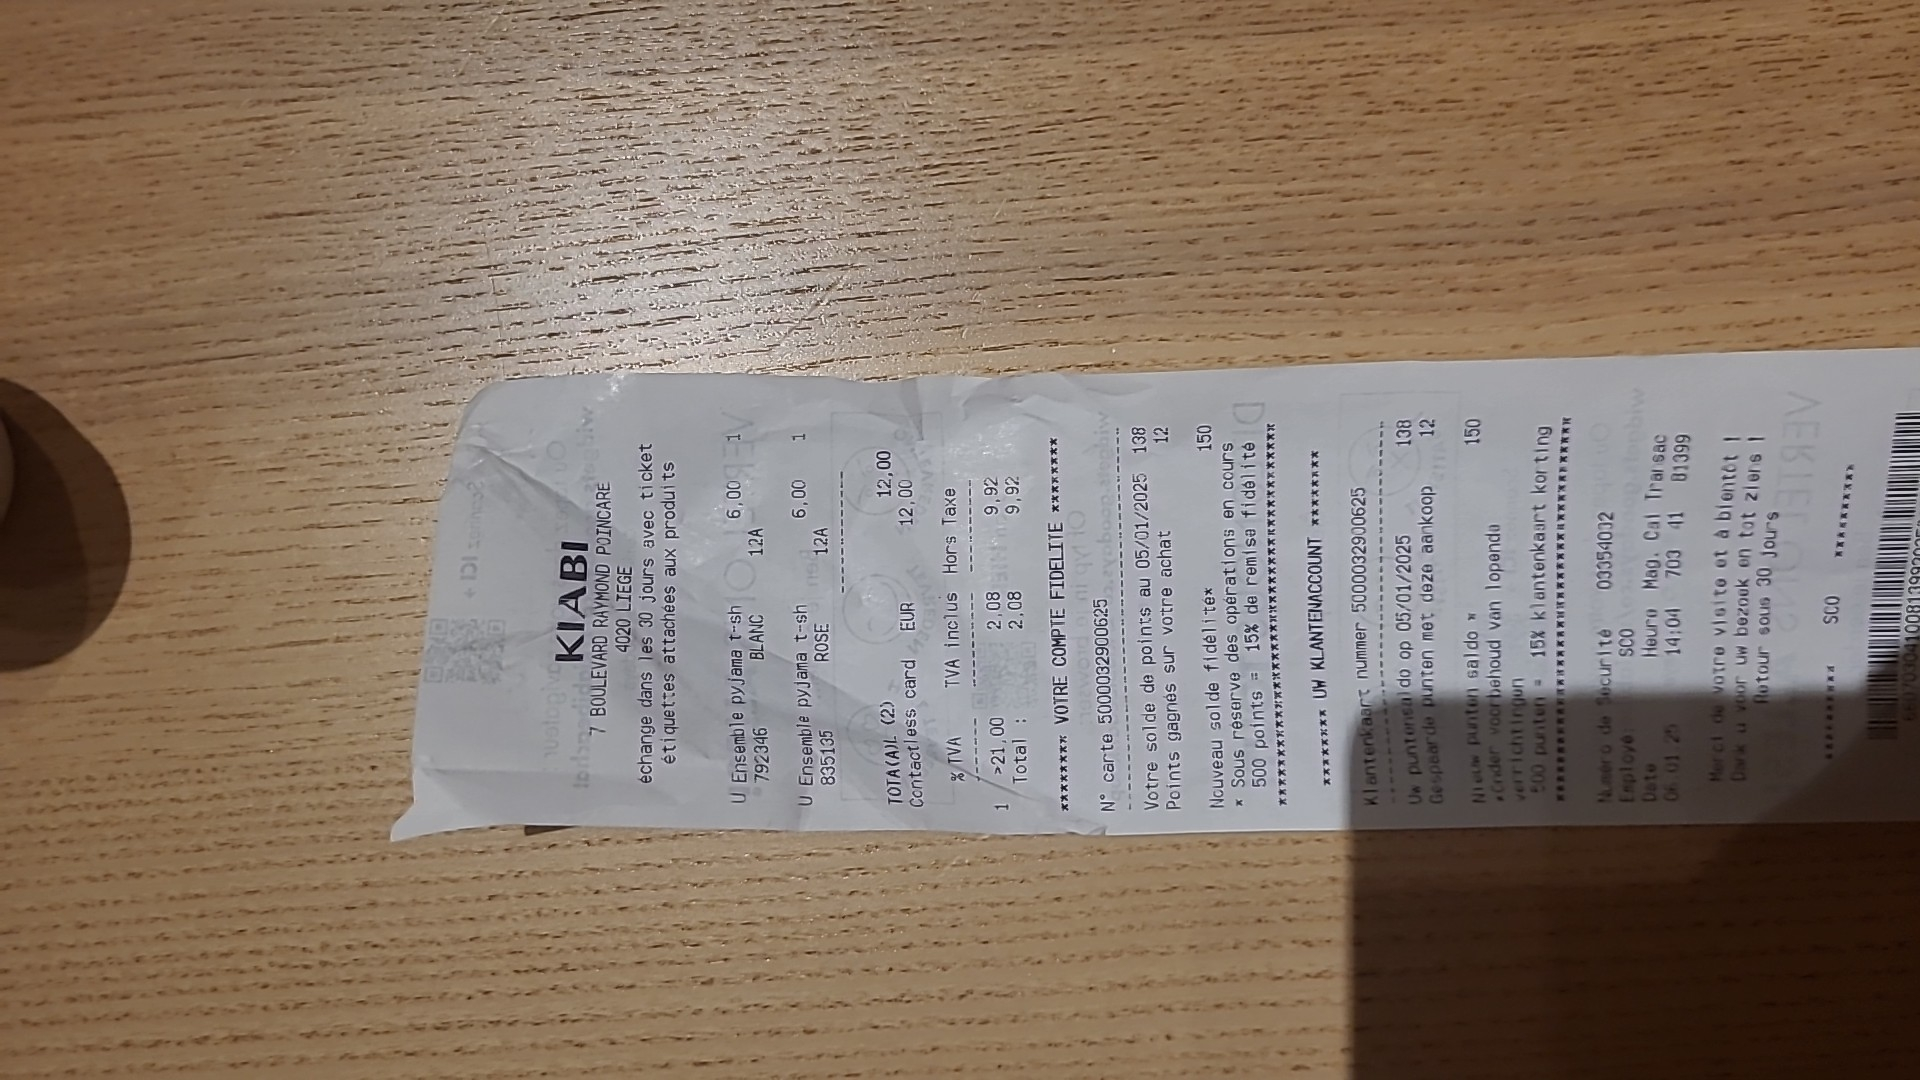 KIABI
7 BOULEVARD RAYMOND POINCARE
4020 LIEGE
échange dans les 30 jours avec ticket
étiquettes attachées aux produits
U Ensemble pyjama t-sh 6,00 1
792346 BLANC 12A
U Ensemble pyjama t-sh 6,00 1
835135 ROSE 12A
TOTA(A)L (2) 12,00
Contactless card EUR 12,00
% TVA TVA inclus Hors Taxe
1 >21,00 2,08 9,92
Total : 2,08 9,92
******** VOTRE COMPTE FIDELITE ********
N° carte 5000032900625
Votre solde de points au 05/01/2025 138
Points gagnés sur votre achat 12
Nouveau solde fidélité* 150
* Sous réserve des opérations en cours
500 points = 15% de remise fidélité
******** UW KLANTENACCOUNT *******
Klantenkaart nummer 5000032900625
Uw puntensaldo op 05/01/2025 138
Gespaarde punten met deze aankoop 12
Nieuw punten saldo * 150
*Onder voorbehoud van lopende
verrichtingen
500 punten = 15% klantenkaart korting
Numéro de Sécurité 03354032
Employé SCO
Date Heure Mag. Cal Transac
06.01.25 14:04 703 41 81399
Merci de votre visite et à bientôt !
Dank u voor uw bezoek en tot ziens !
Retour sous 30 jours !
********* SCO *********